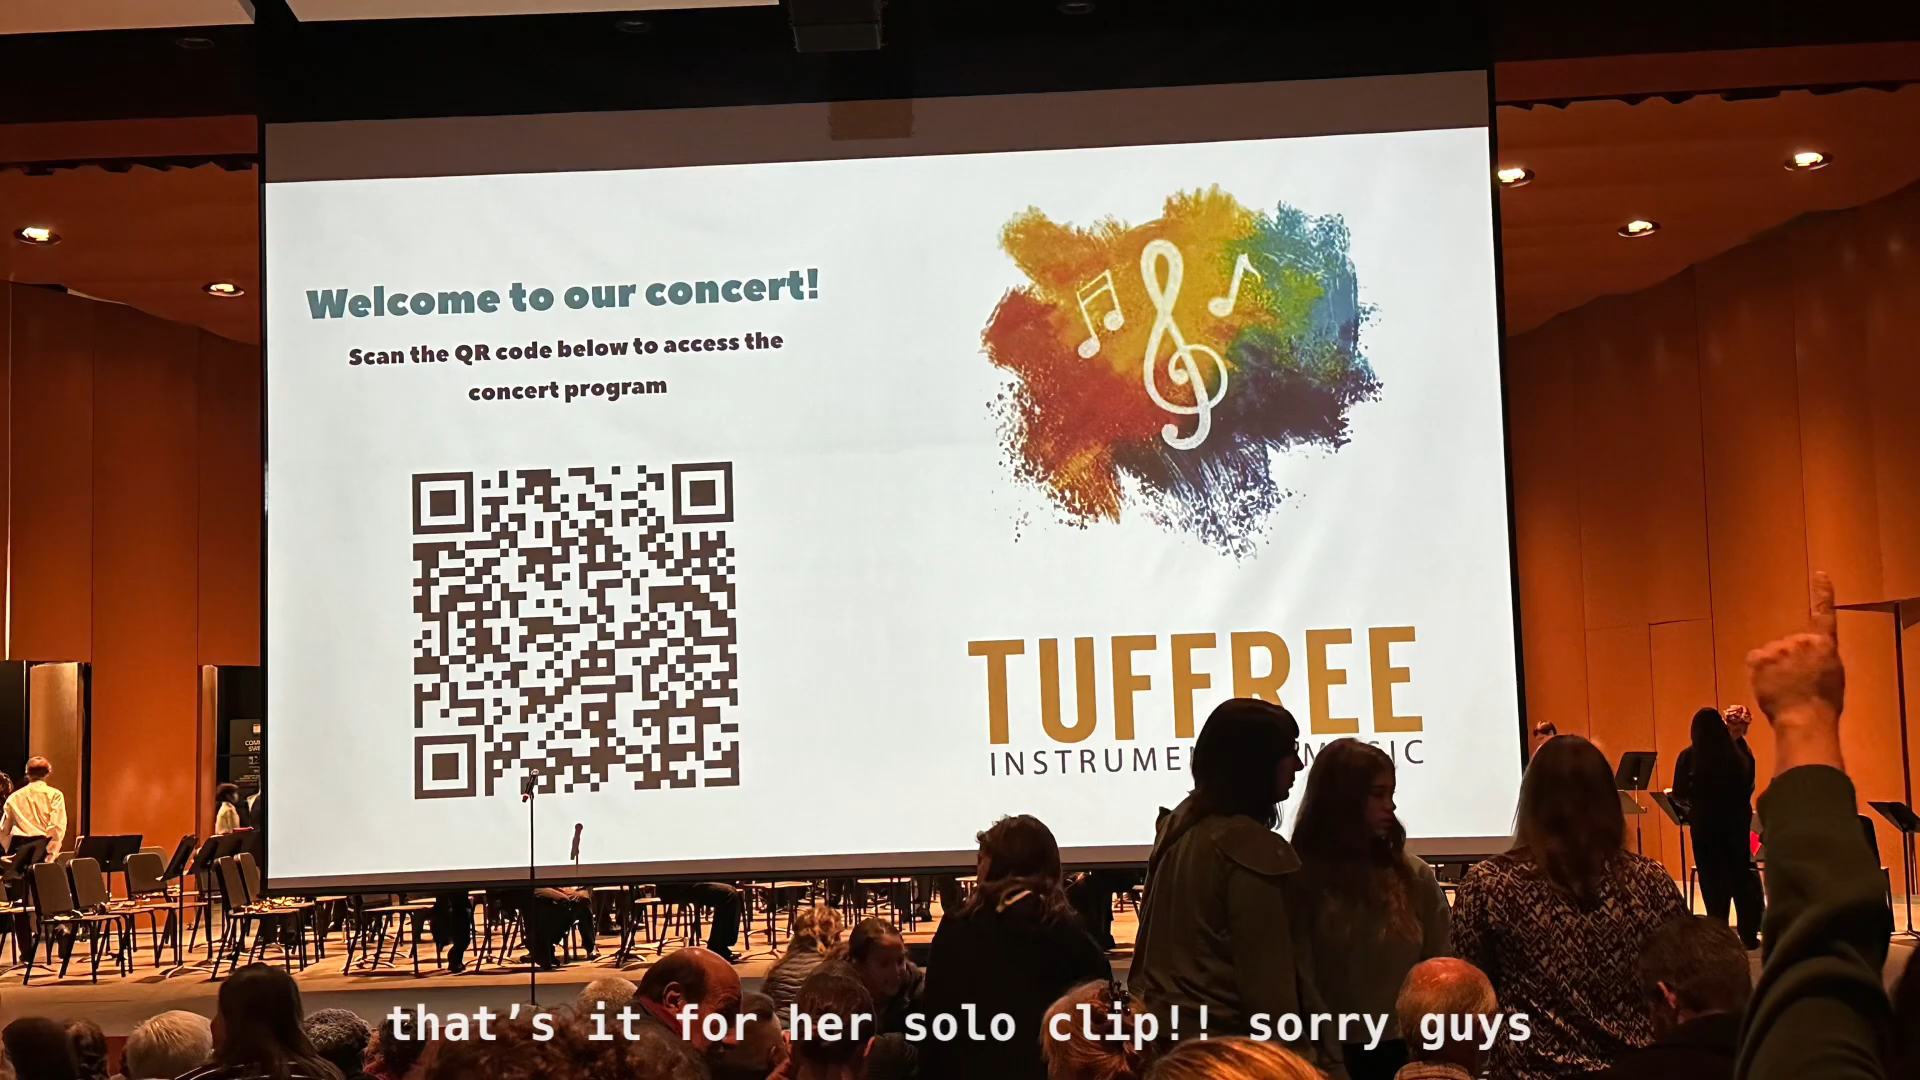 Welcome to our concert!
Scan the QR code below to access the
concert program
TUFFREE
INSTRUME
that’s it for her solo clip!! sorry guys